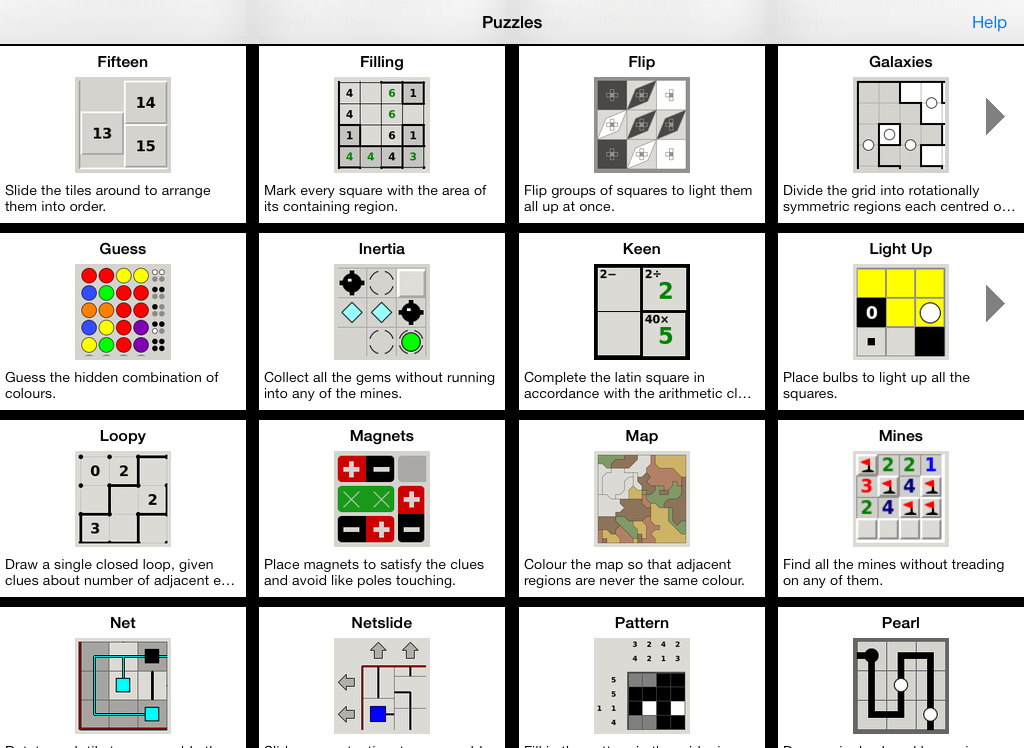 Puzzles
Help
Fifteen
14
13
15
Slide the tiles around to arrange
them into order.
Filling
4 6 1
4 6
1 6 1
4 4 4 3
Mark every square with the area of
its containing region.
Flip
Flip groups of squares to light them
all up at once.
Galaxies
Divide the grid into rotationally
symmetric regions each centred o…
Guess
Guess the hidden combination of
colours.
Inertia
Collect all the gems without running
into any of the mines.
Keen
2− 2÷
2
40×
5
Complete the latin square in
accordance with the arithmetic cl…
Light Up
0
Place bulbs to light up all the
squares.
Loopy
0 2
2
3
Draw a single closed loop, given
clues about number of adjacent e…
Magnets
Place magnets to satisfy the clues
and avoid like poles touching.
Map
Colour the map so that adjacent
regions are never the same colour.
Mines
2 2 1
3 4
2 4
Find all the mines without treading
on any of them.
Net
Netslide
Pattern
3 2 4 2
4 2 1 3
5
5
1 1
4
Pearl